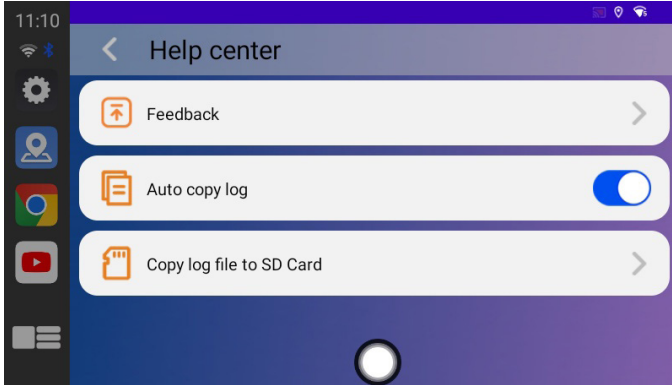 11:10
Help center
Feedback
Auto copy log
Copy log file to SD Card